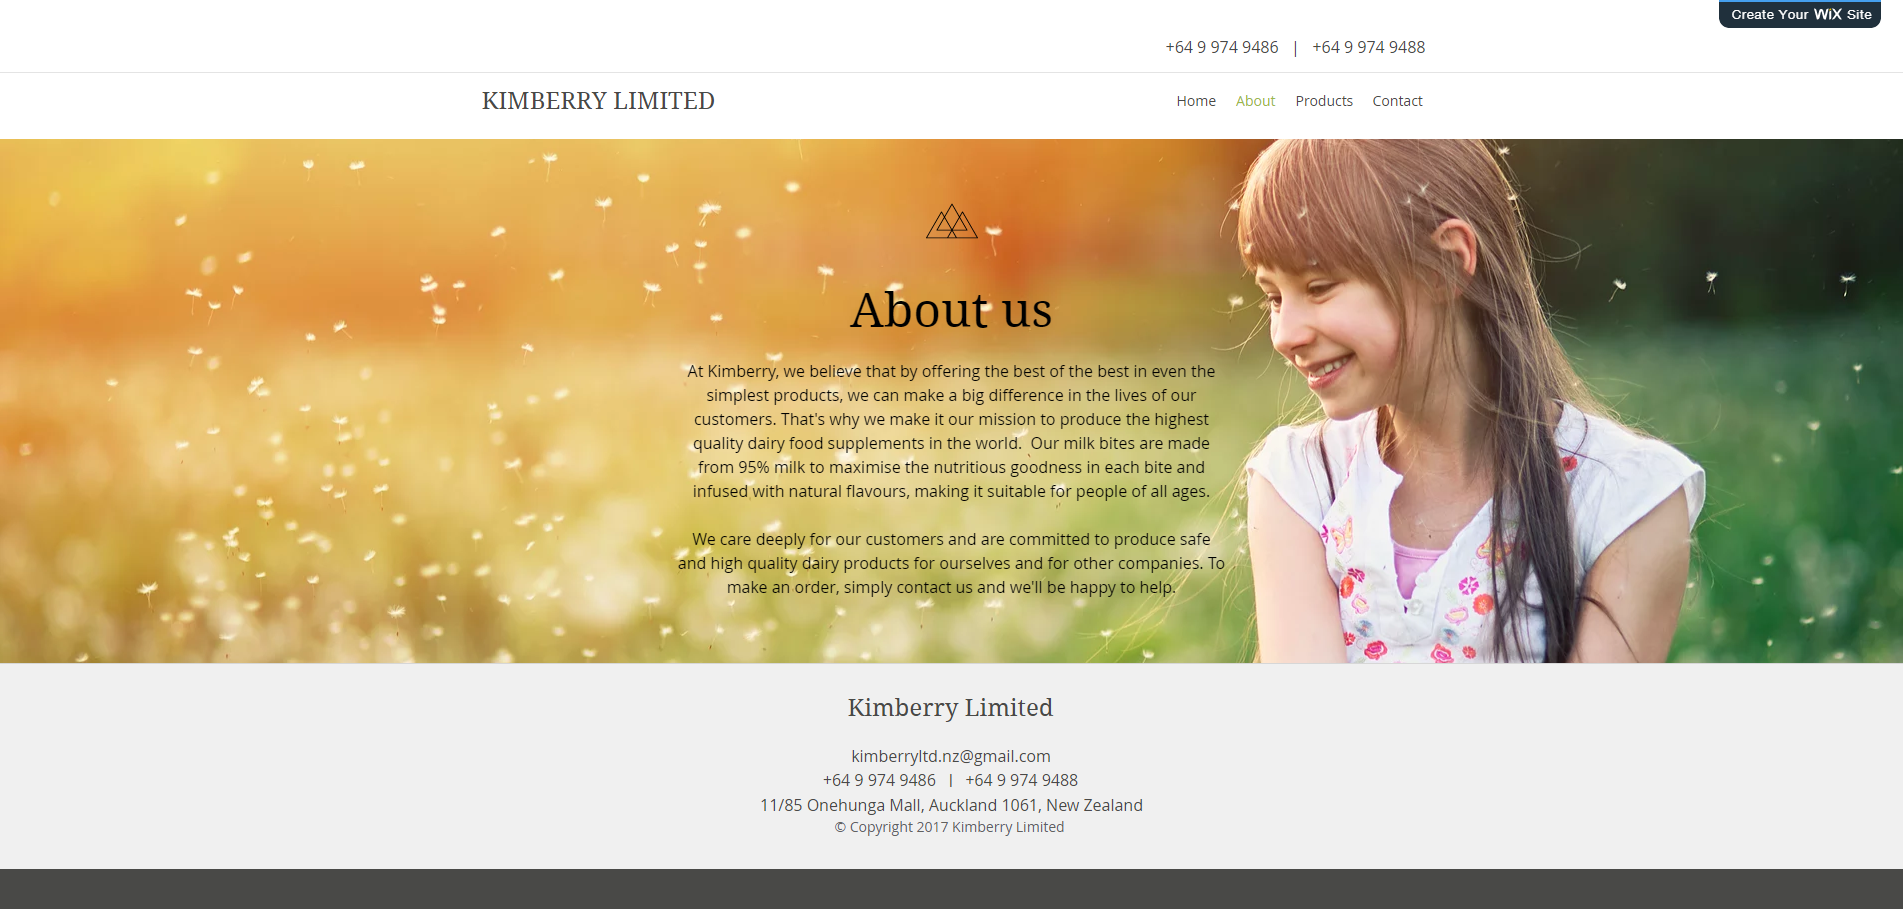 Create Your WiX Site
+64 9 974 9486 | +64 9 974 9488
KIMBERRY LIMITED
Home About Products Contact
About us
At Kimberry, we believe that by offering the best of the best in even the
simplest products, we can make a big difference in the lives of our
customers. That's why we make it our mission to produce the highest
quality dairy food supplements in the world. Our milk bites are made
from 95% milk to maximise the nutritious goodness in each bite and
infused with natural flavours, making it suitable for people of all ages.
We care deeply for our customers and are committed to produce safe
and high quality dairy products for ourselves and for other companies. To
make an order, simply contact us and we'll be happy to help.
Kimberry Limited
kimberryltd.nz@gmail.com
+64 9 974 9486 | +64 9 974 9488
11/85 Onehunga Mall, Auckland 1061, New Zealand
© Copyright 2017 Kimberry Limited